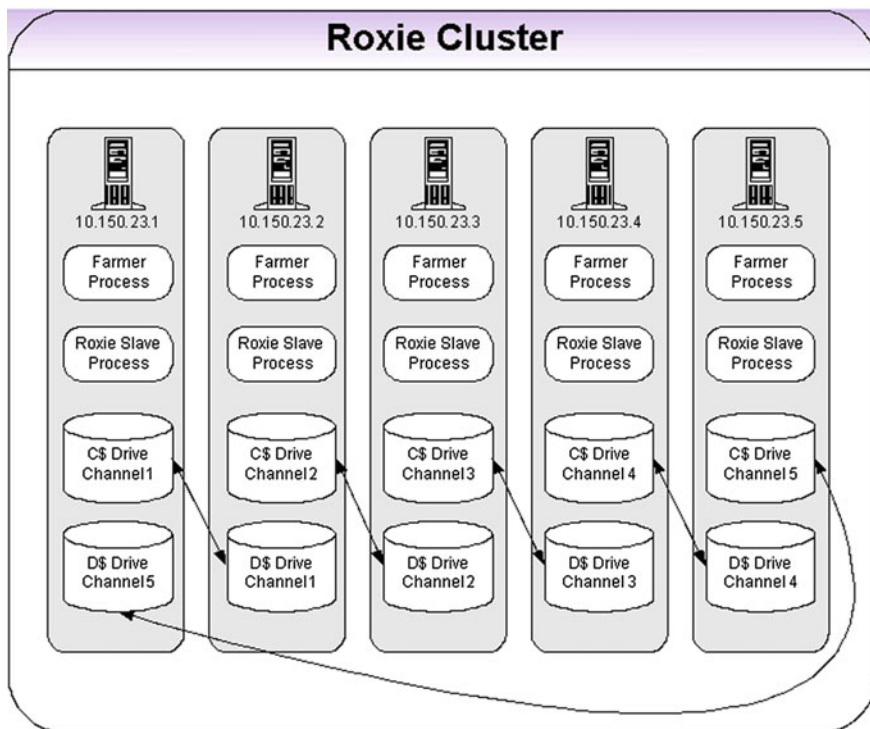 Roxie Cluster
10.150.23.1
Farmer
Process
Roxie Slave
Process
C$ Drive
Channel1
D$ Drive
Channel5
10.150.23.2
Farmer
Process
Roxie Slave
Process
C$ Drive
Channel2
D$ Drive
Channel1
10.150.23.3
Farmer
Process
Roxie Slave
Process
C$ Drive
Channel3
D$ Drive
Channel2
10.150.23.4
Farmer
Process
Roxie Slave
Process
C$ Drive
Channel 4
D$ Drive
Channel 3
10.150.23.5
Farmer
Process
Roxie Slave
Process
C$ Drive
Channel 5
D$ Drive
Channel 4